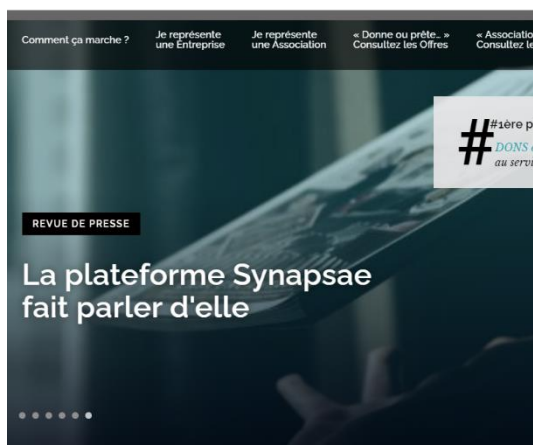 Comment ça marche ?
Je représente
une Entreprise
Je représente
une Association
« Donne ou prête… »
Consultez les Offres
« Associatio
Consultez le
#
#1ère p
DONS
au servi
REVUE DE PRESSE
La plateforme Synapsae
fait parler d'elle